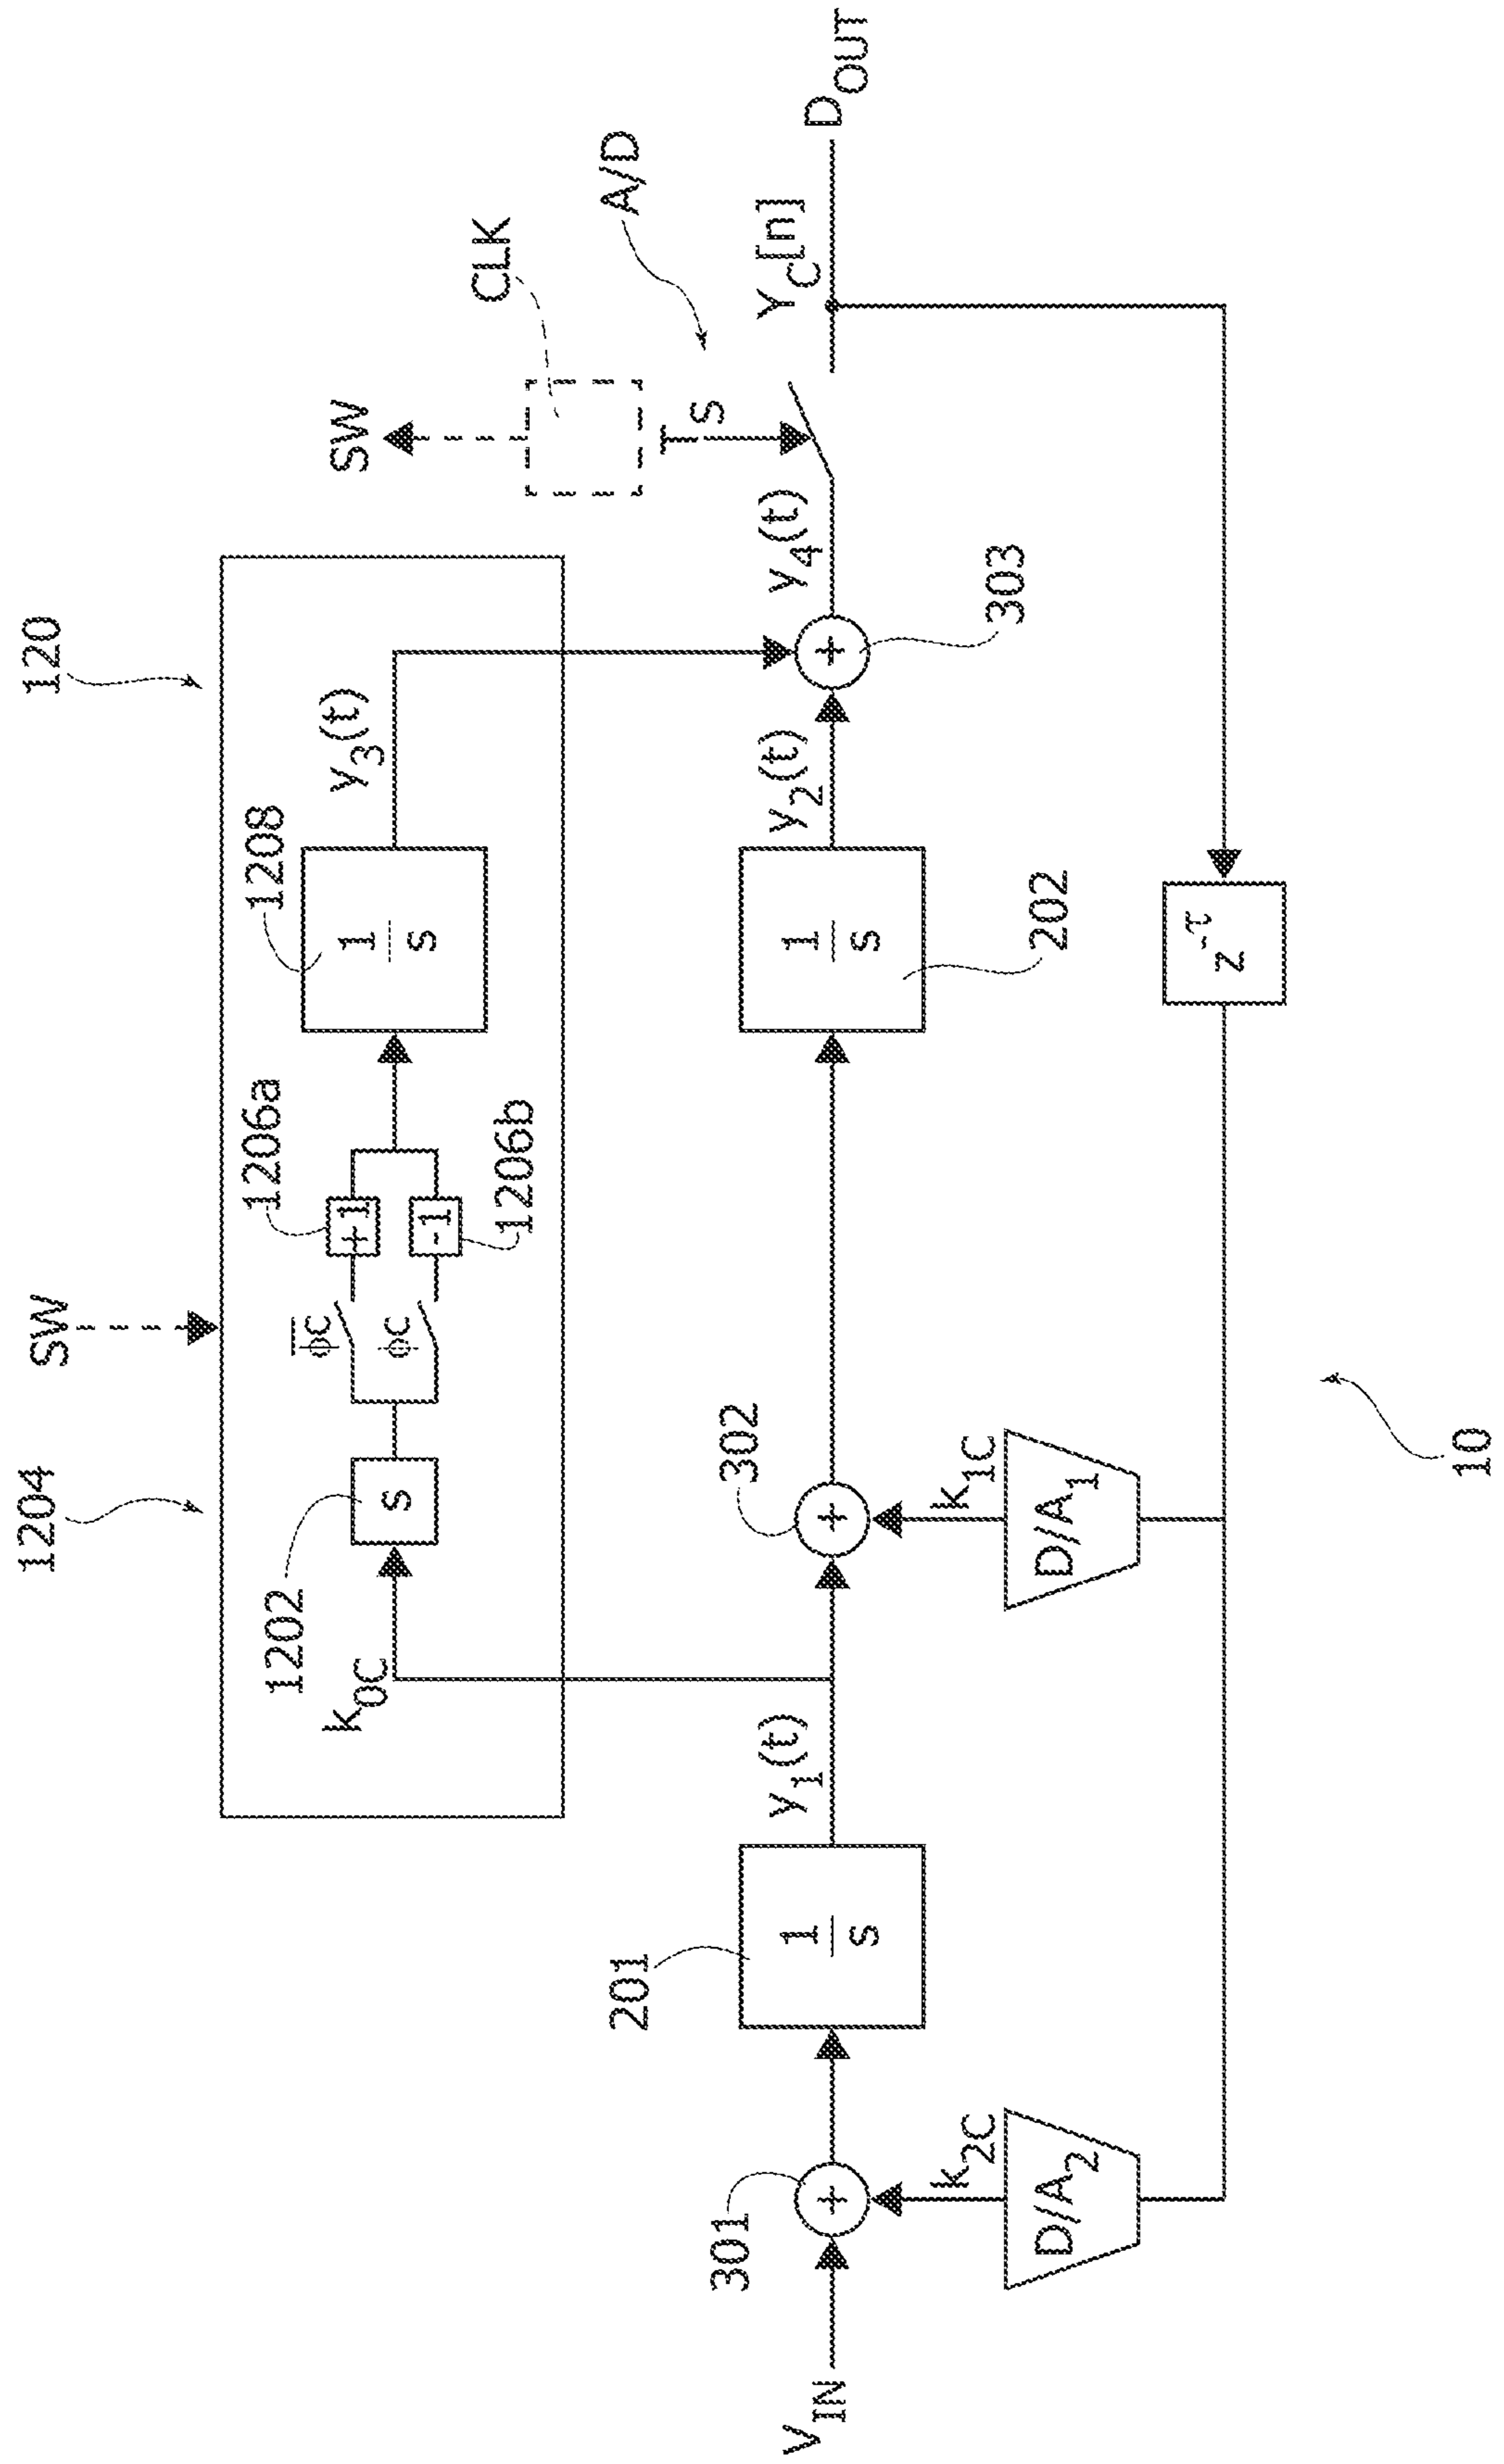 120
1204
SW
SW
CLK
A/D
1202
k0C
s
φC̅
φC
+1
-1
1206a
1206b
1208
1
s
y3(t)
TS
VIN
301
201
1
s
y1(t)
302
1
s
202
y2(t)
303
y4(t)
YC[n]
DOUT
k2C
D/A2
k1C
D/A1
z-τ
10